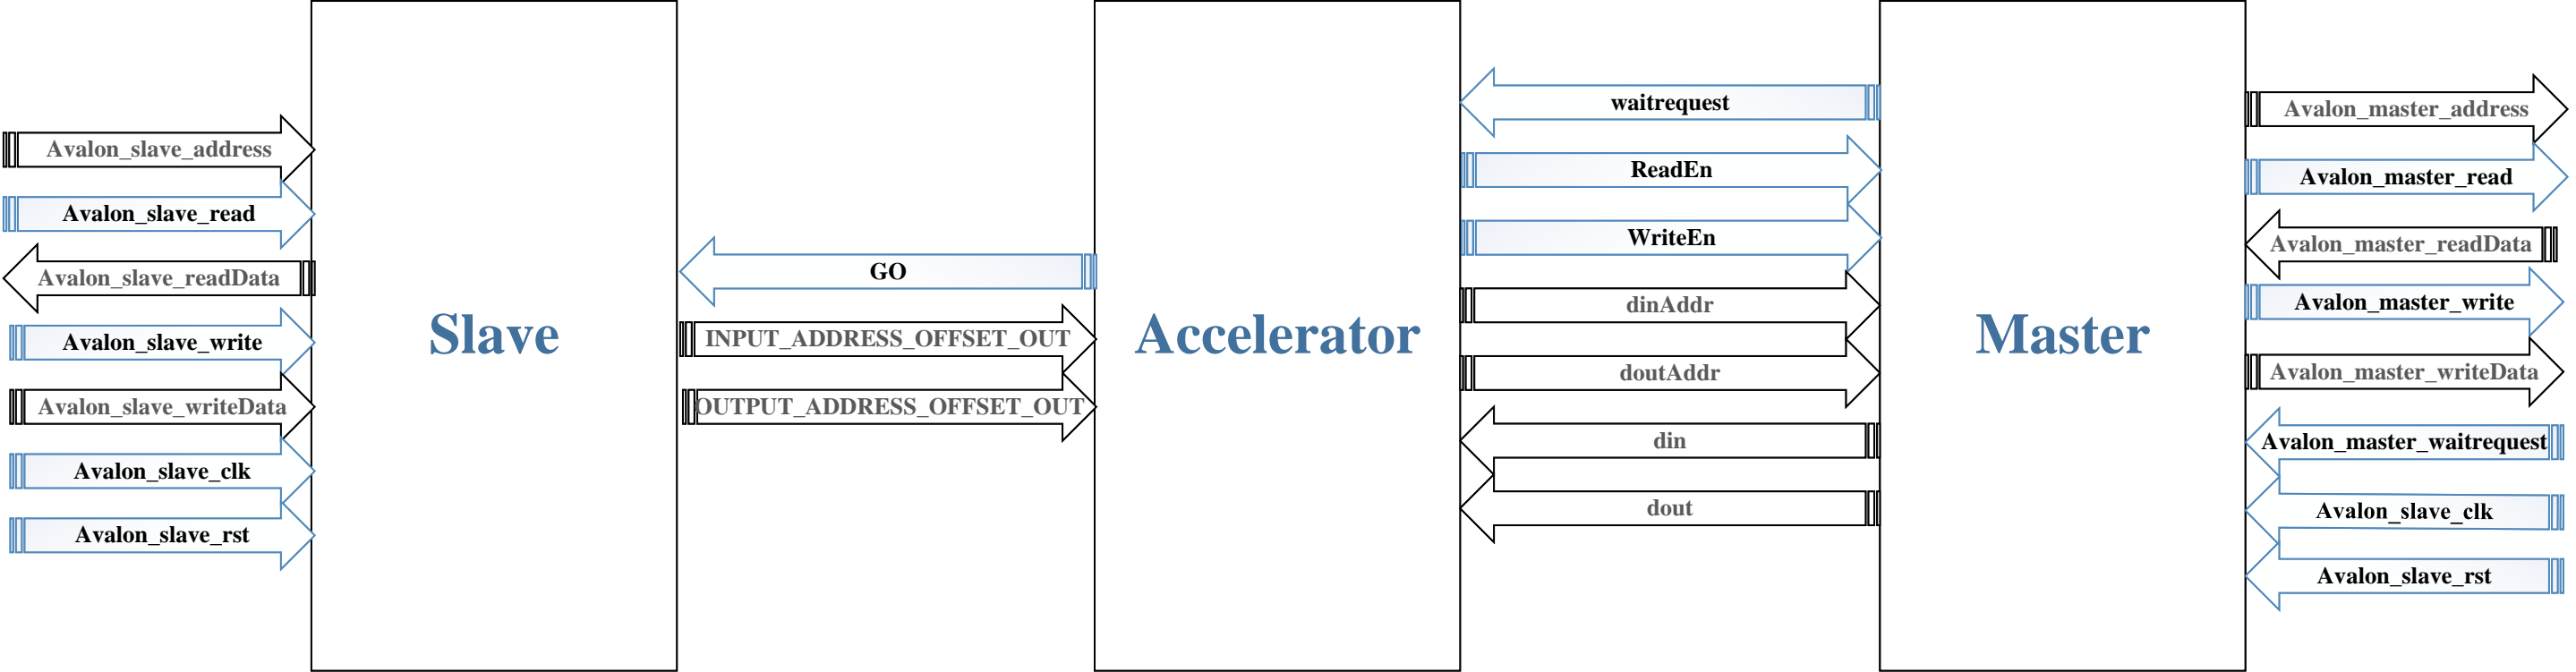 Avalon_slave_address
Avalon_slave_read
Avalon_slave_readData
Avalon_slave_write
Avalon_slave_writeData
Avalon_slave_clk
Avalon_slave_rst
Slave
GO
INPUT_ADDRESS_OFFSET_OUT
OUTPUT_ADDRESS_OFFSET_OUT
Accelerator
waitrequest
ReadEn
WriteEn
dinAddr
doutAddr
din
dout
Master
Avalon_master_address
Avalon_master_read
Avalon_master_readData
Avalon_master_write
Avalon_master_writeData
Avalon_master_waitrequest
Avalon_slave_clk
Avalon_slave_rst